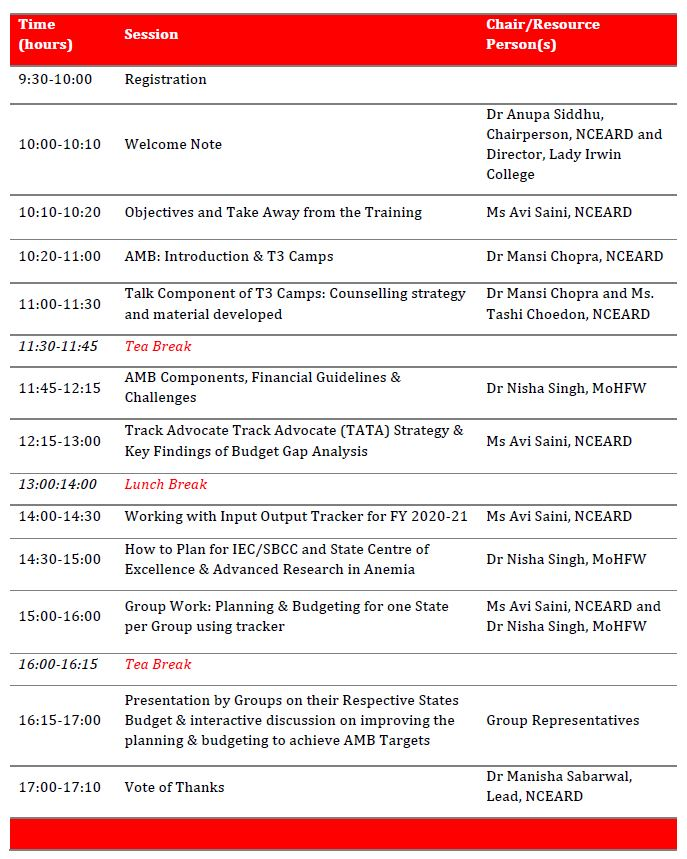 Time
(hours)
Session
Chair/Resource
Person(s)
9:30-10:00
Registration
10:00-10:10
Welcome Note
Dr Anupa Siddhu,
Chairperson, NCEARD and
Director, Lady Irwin
College
10:10-10:20
Objectives and Take Away from the Training
Ms Avi Saini, NCEARD
10:20-11:00
AMB: Introduction & T3 Camps
Dr Mansi Chopra, NCEARD
11:00-11:30
Talk Component of T3 Camps: Counselling strategy
and material developed
Dr Mansi Chopra and Ms.
Tashi Choedon, NCEARD
11:30-11:45
Tea Break
11:45-12:15
AMB Components, Financial Guidelines &
Challenges
Dr Nisha Singh, MoHFW
12:15-13:00
Track Advocate Track Advocate (TATA) Strategy &
Key Findings of Budget Gap Analysis
Ms Avi Saini, NCEARD
13:00:14:00
Lunch Break
14:00-14:30
Working with Input Output Tracker for FY 2020-21
Ms Avi Saini, NCEARD
14:30-15:00
How to Plan for IEC/SBCC and State Centre of
Excellence & Advanced Research in Anemia
Dr Nisha Singh, MoHFW
15:00-16:00
Group Work: Planning & Budgeting for one State
per Group using tracker
Ms Avi Saini, NCEARD and
Dr Nisha Singh, MoHFW
16:00-16:15
Tea Break
16:15-17:00
Presentation by Groups on their Respective States
Budget & interactive discussion on improving the
planning & budgeting to achieve AMB Targets
Group Representatives
17:00-17:10
Vote of Thanks
Dr Manisha Sabarwal,
Lead, NCEARD